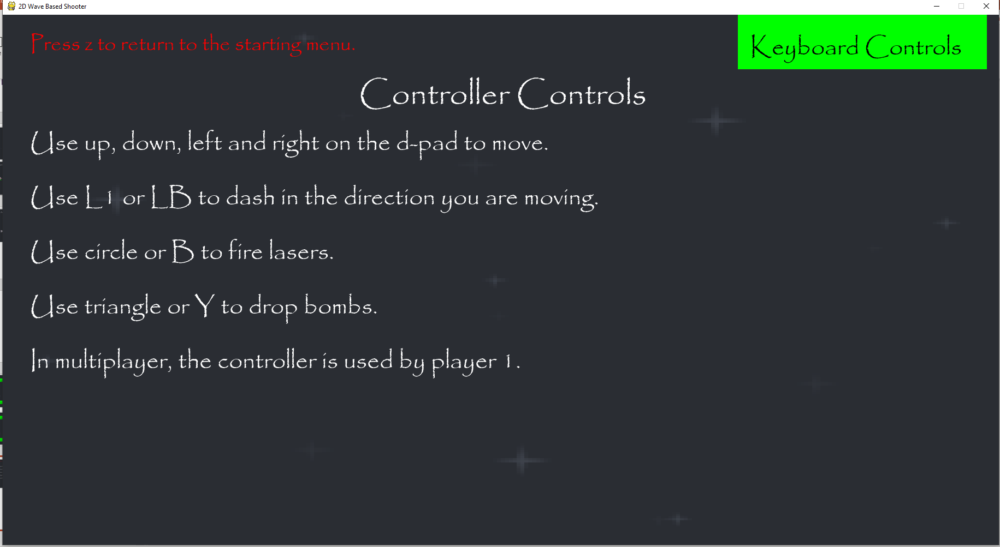 2D Wave Based Shooter
Press z to return to the starting menu.
Keyboard Controls
Controller Controls
Use up, down, left and right on the d-pad to move.
Use L1 or LB to dash in the direction you are moving.
Use circle or B to fire lasers.
Use triangle or Y to drop bombs.
In multiplayer, the controller is used by player 1.